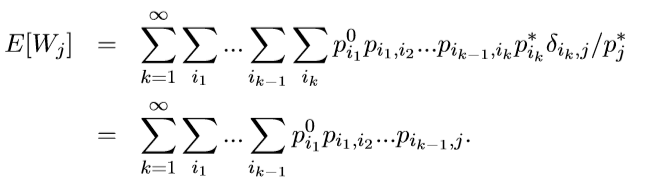 E[W_j] = \sum_{k=1}^{\infty} \sum_{i_1} ... \sum_{i_{k-1}} \sum_{i_k} p^0_{i_1} p_{i_1,i_2} ... p_{i_{k-1},i_k} p^*_{i_k} \delta_{i_k,j} / p^*_j
= \sum_{k=1}^{\infty} \sum_{i_1} ... \sum_{i_{k-1}} p^0_{i_1} p_{i_1,i_2} ... p_{i_{k-1},j}.